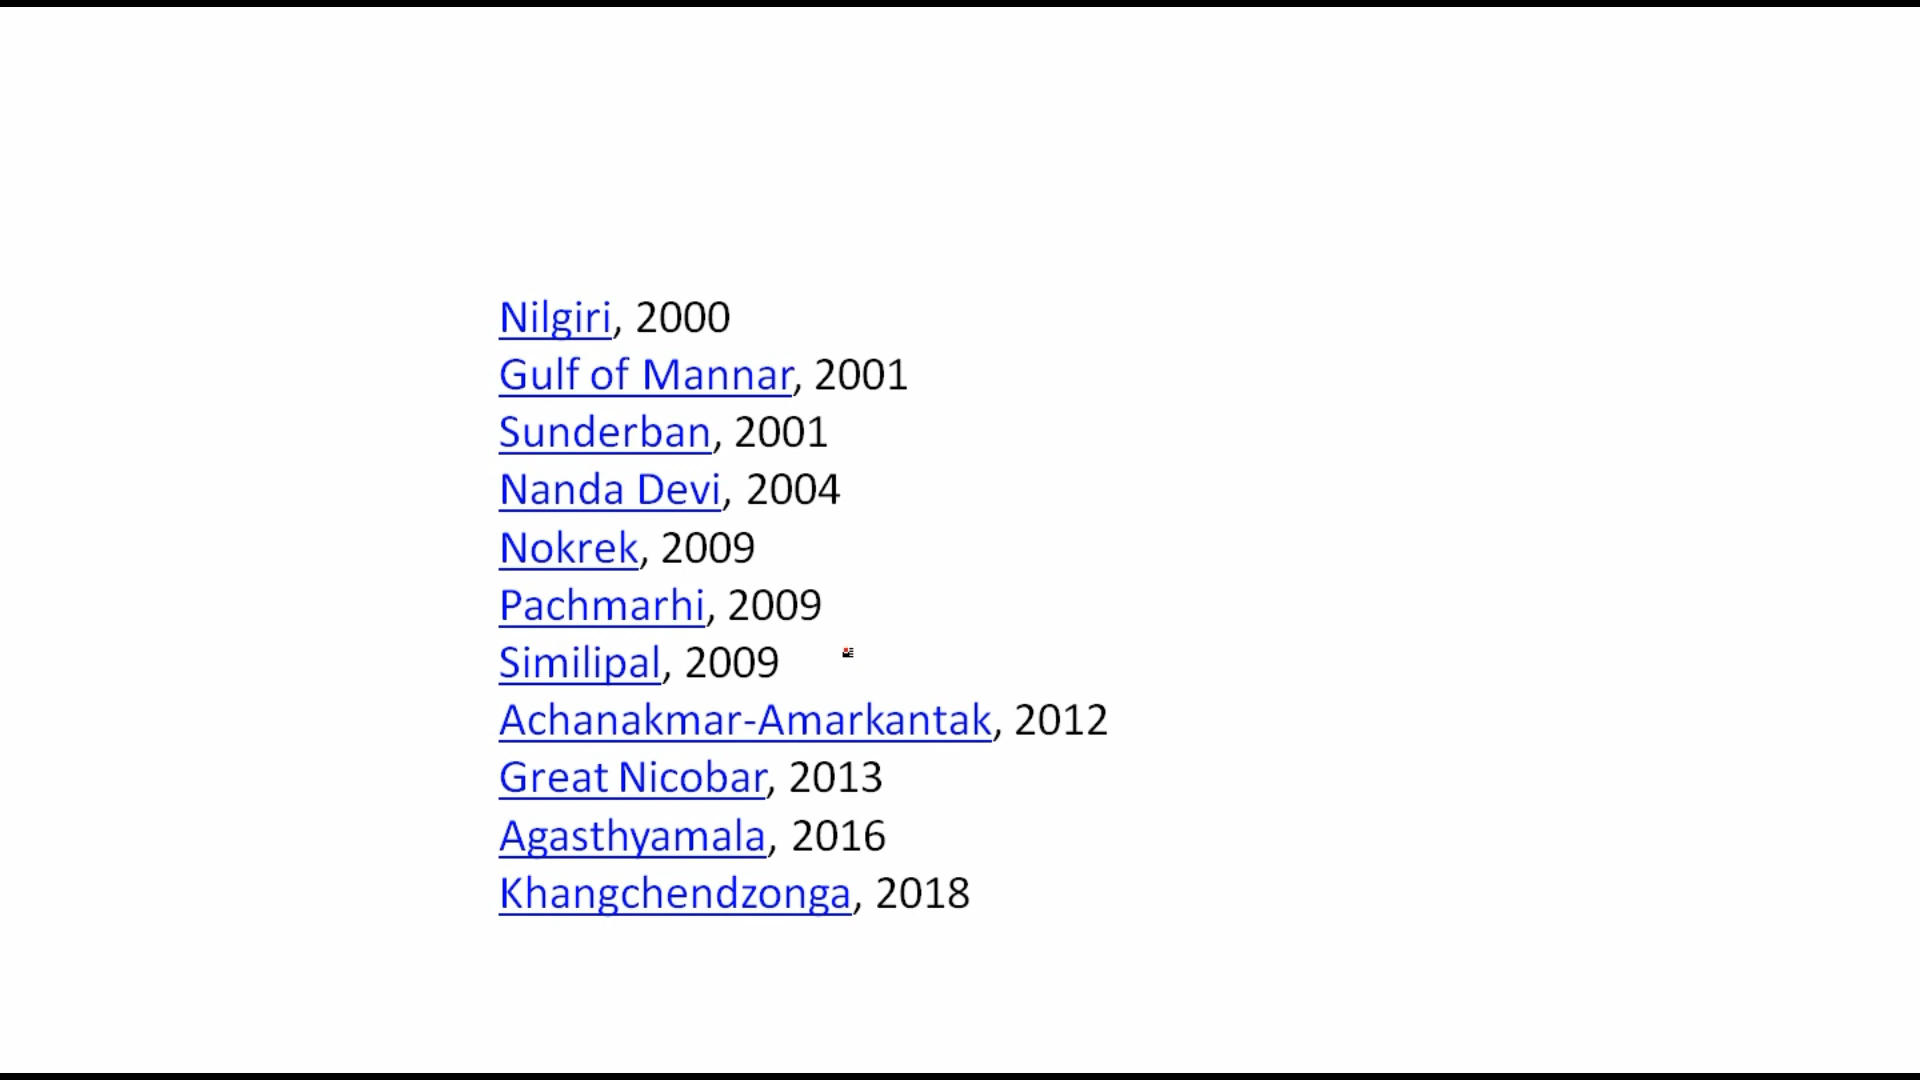 Nilgiri, 2000
Gulf of Mannar, 2001
Sunderban, 2001
Nanda Devi, 2004
Nokrek, 2009
Pachmarhi, 2009
Similipal, 2009
Achanakmar-Amarkantak, 2012
Great Nicobar, 2013
Agasthyamala, 2016
Khangchendzonga, 2018